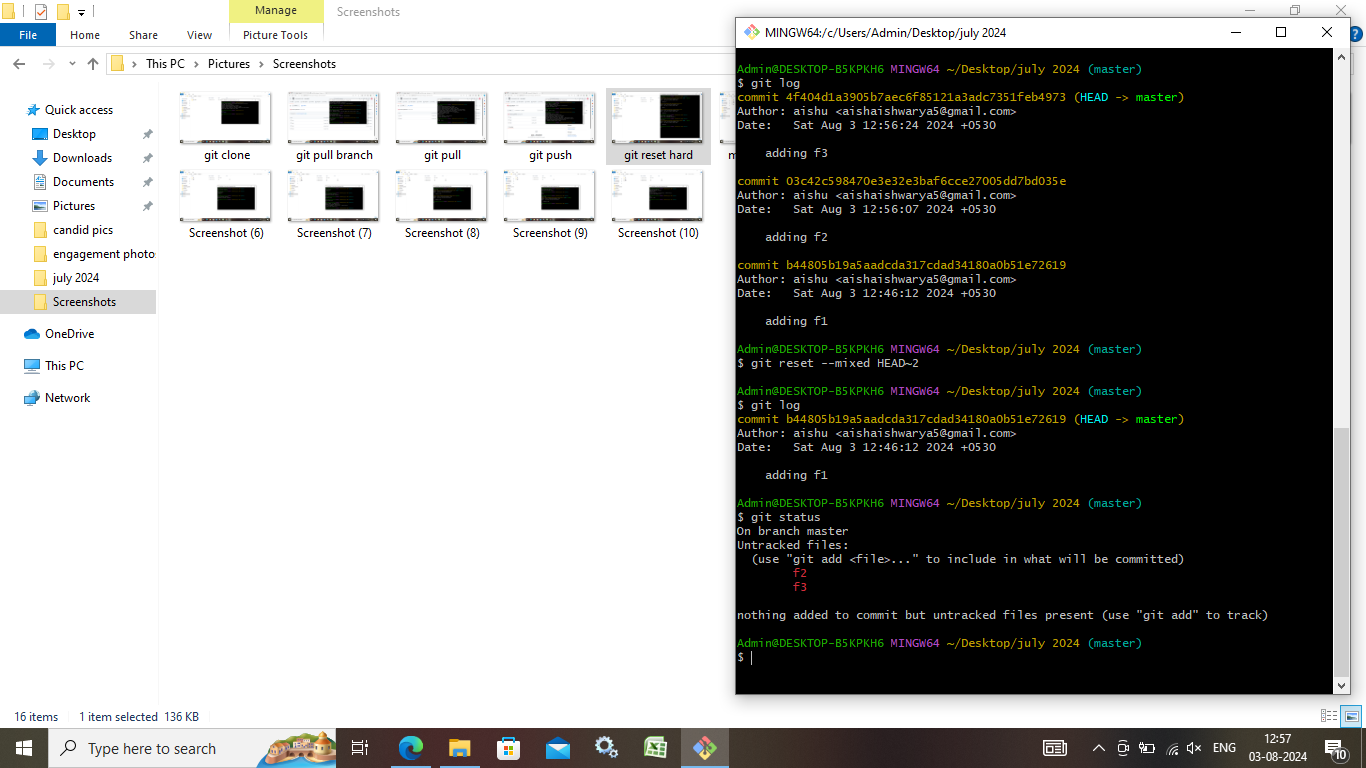 Manage
Screenshots
File
Home
Share
View
Picture Tools
This PC
Pictures
Screenshots
Quick access
Desktop
Downloads
Documents
Pictures
candid pics
engagement photo
july 2024
Screenshots
OneDrive
This PC
Network
git clone
git pull branch
git pull
git push
git reset hard
Screenshot (6)
Screenshot (7)
Screenshot (8)
Screenshot (9)
Screenshot (10)
16 items
1 item selected 136 KB
MINGW64:/c/Users/Admin/Desktop/july 2024
Admin@DESKTOP-B5KPKH6 MINGW64 ~/Desktop/july 2024 (master)
$ git log
commit 4f404d1a3905b7aec6f85121a3adc7351feb4973 (HEAD -> master)
Author: aishu <aishaishwarya5@gmail.com>
Date:   Sat Aug 3 12:56:24 2024 +0530
adding f3
commit 03c42c598470e3e32e3baf6cce27005dd7bd035e
Author: aishu <aishaishwarya5@gmail.com>
Date:   Sat Aug 3 12:56:07 2024 +0530
adding f2
commit b44805b19a5aadcda317cdad34180a0b51e72619
Author: aishu <aishaishwarya5@gmail.com>
Date:   Sat Aug 3 12:46:12 2024 +0530
adding f1
Admin@DESKTOP-B5KPKH6 MINGW64 ~/Desktop/july 2024 (master)
$ git reset --mixed HEAD~2
Admin@DESKTOP-B5KPKH6 MINGW64 ~/Desktop/july 2024 (master)
$ git log
commit b44805b19a5aadcda317cdad34180a0b51e72619 (HEAD -> master)
Author: aishu <aishaishwarya5@gmail.com>
Date:   Sat Aug 3 12:46:12 2024 +0530
adding f1
Admin@DESKTOP-B5KPKH6 MINGW64 ~/Desktop/july 2024 (master)
$ git status
On branch master
Untracked files:
(use "git add <file>..." to include in what will be committed)
f2
f3
nothing added to commit but untracked files present (use "git add" to track)
Admin@DESKTOP-B5KPKH6 MINGW64 ~/Desktop/july 2024 (master)
$
Type here to search
ENG
12:57
03-08-2024
10